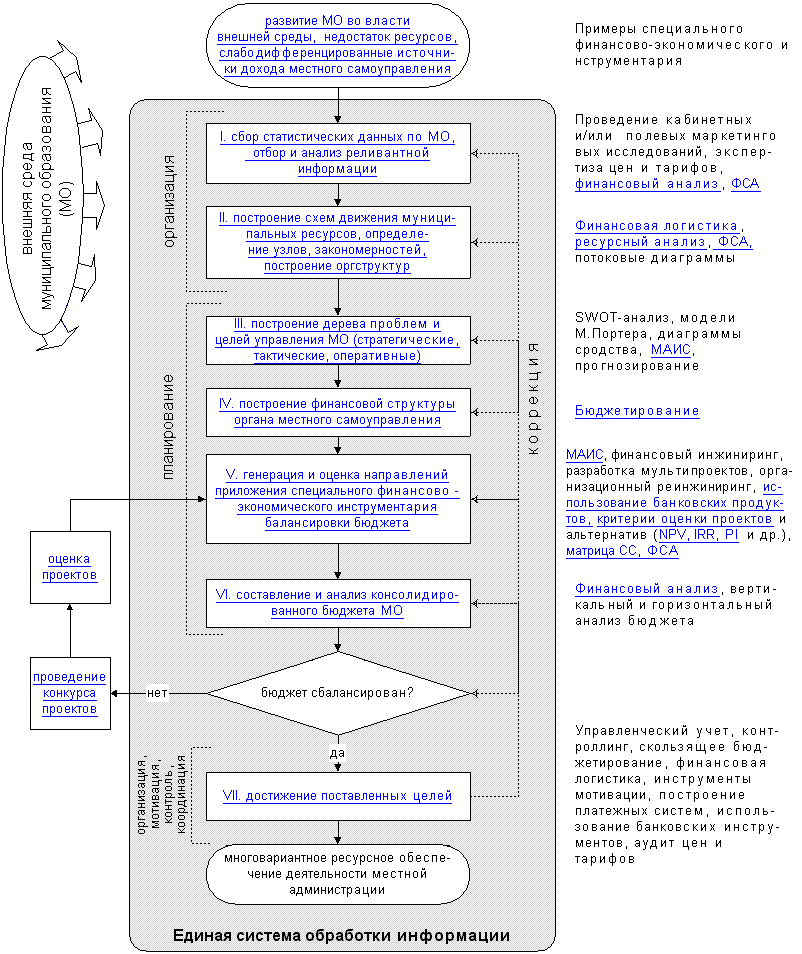 развитие МО во власти
внешней среды, недостаток ресурсов,
слабодифференцированные источни-
ки дохода местного самоуправления
Примеры специального
финансово-экономического и
нструментария
внешняя среда
муниципального образования
(МО)
организация
I. сбор статистических данных по МО,
отбор и анализ реливантной
информации
Проведение кабинетных
и/или полевых маркетинго
вых исследований, экспер-
тиза цен и тарифов,
финансовый анализ, ФСА
II. построение схем движения муници-
пальных ресурсов, определе-
ние узлов, закономерностей,
построение оргструктур
Финансовая логистика,
ресурсный анализ, ФСА,
потоковые диаграммы
коррекция
планирование
III. построение дерева проблем и
целей управления МО (стратегические,
тактические, оперативные)
SWOT-анализ, модели
М.Портера, диаграммы
сродства, МАИС,
прогнозирование
IV. построение финансовой структуры
органа местного самоуправления
Бюджетирование
V. генерация и оценка направлений
приложения специального финансово -
экономического инструментария
балансировки бюджета
МАИС, финансовый инжиниринг,
разработка мультипроектов, орга-
низационный реинжиниринг, ис-
пользование банковских продук-
тов, критерии оценки проектов и
альтернатив (NPV, IRR, PI и др.),
матрица СС, ФСА
оценка
проектов
VI. составление и анализ консолидиро-
ванного бюджета МО
Финансовый анализ, верти-
кальный и горизонтальный
анализ бюджета
проведение
конкурса
проектов
нет
бюджет сбалансирован?
да
организация,
мотивация,
контроль,
координация
VII. достижение поставленных целей
Управленческий учет, конт-
роллинг, скользящее бюд-
жетирование, финансовая
логистика, инструменты
мотивации, построение
платежных систем, исполь-
зование банковских инстру-
ментов, аудит цен и
тарифов
многовариантное ресурсное обеспе-
чение деятельности местной
администрации
Единая система обработки информации